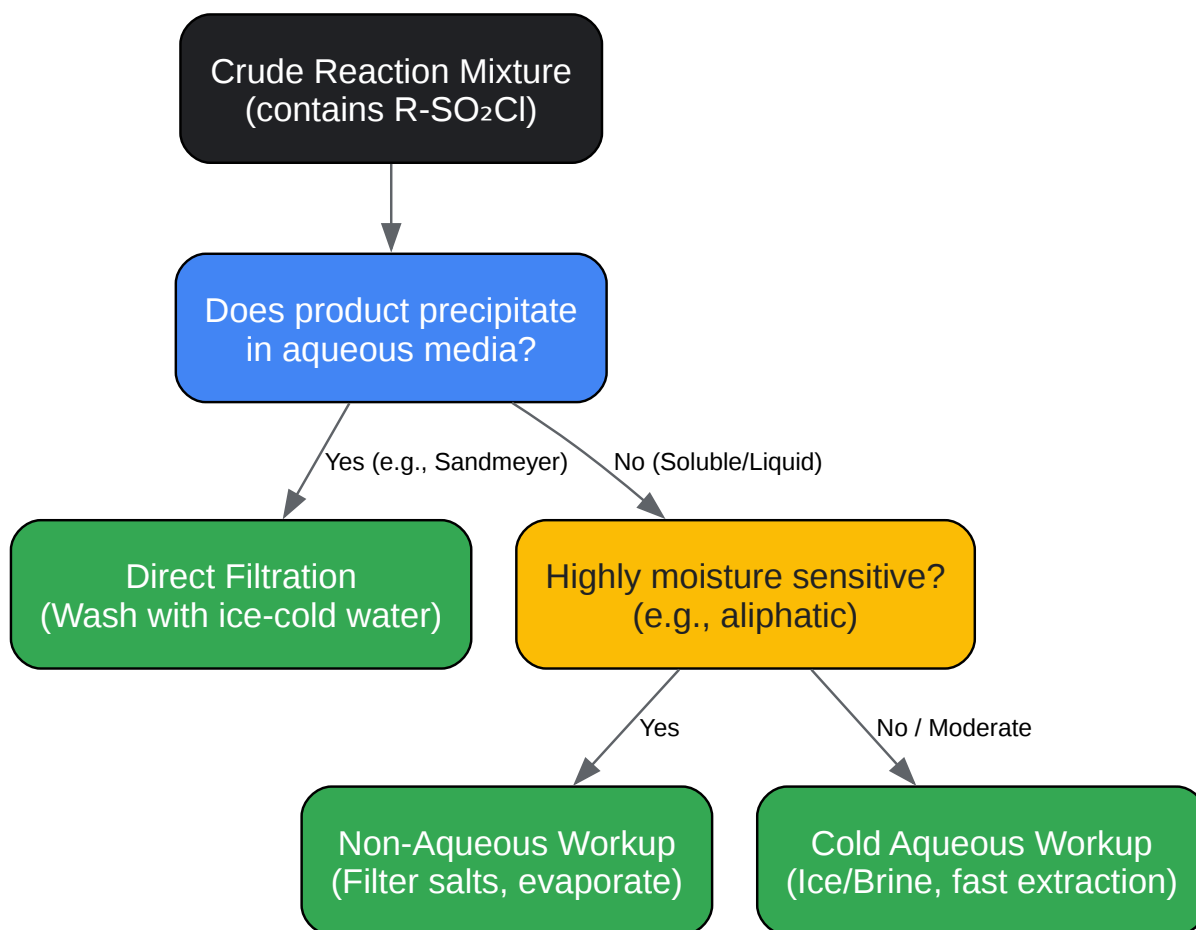 Crude Reaction Mixture
(contains R-SO₂Cl)
Does product precipitate
in aqueous media?
Yes (e.g., Sandmeyer)
No (Soluble/Liquid)
Direct Filtration
(Wash with ice-cold water)
Highly moisture sensitive?
(e.g., aliphatic)
Yes
No / Moderate
Non-Aqueous Workup
(Filter salts, evaporate)
Cold Aqueous Workup
(Ice/Brine, fast extraction)